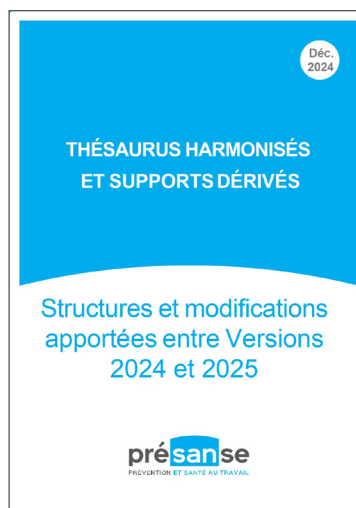 Déc.
2024
THÉSAURUS HARMONISÉS
ET SUPPORTS DÉRIVÉS
Structures et modifications
apportées entre Versions
2024 et 2025
présanse
PRÉVENTION ET SANTÉ AU TRAVAIL